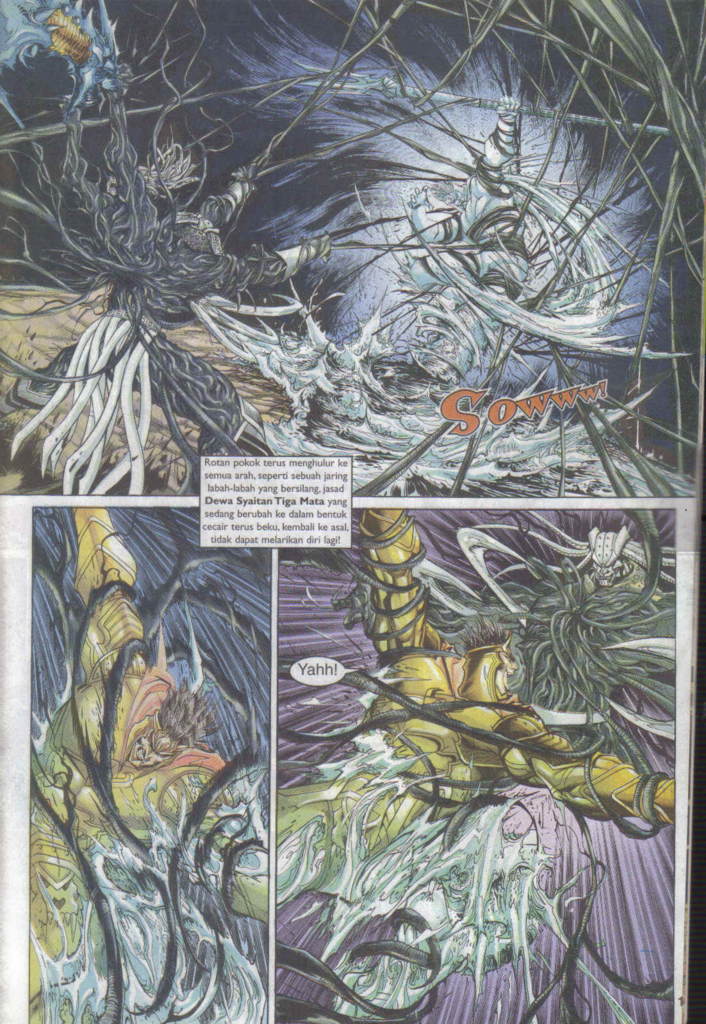 Sowww!
Rotan pokok terus menghulur ke
semua arah, seperti sebuah jaring
labah-labah yang bersilang, jasad
Dewa Syaitan Tiga Mata yang
sedang berubah ke dalam bentuk
cecair terus beku, kembali ke asal,
tidak dapat melarikan diri lagi!
Yahh!